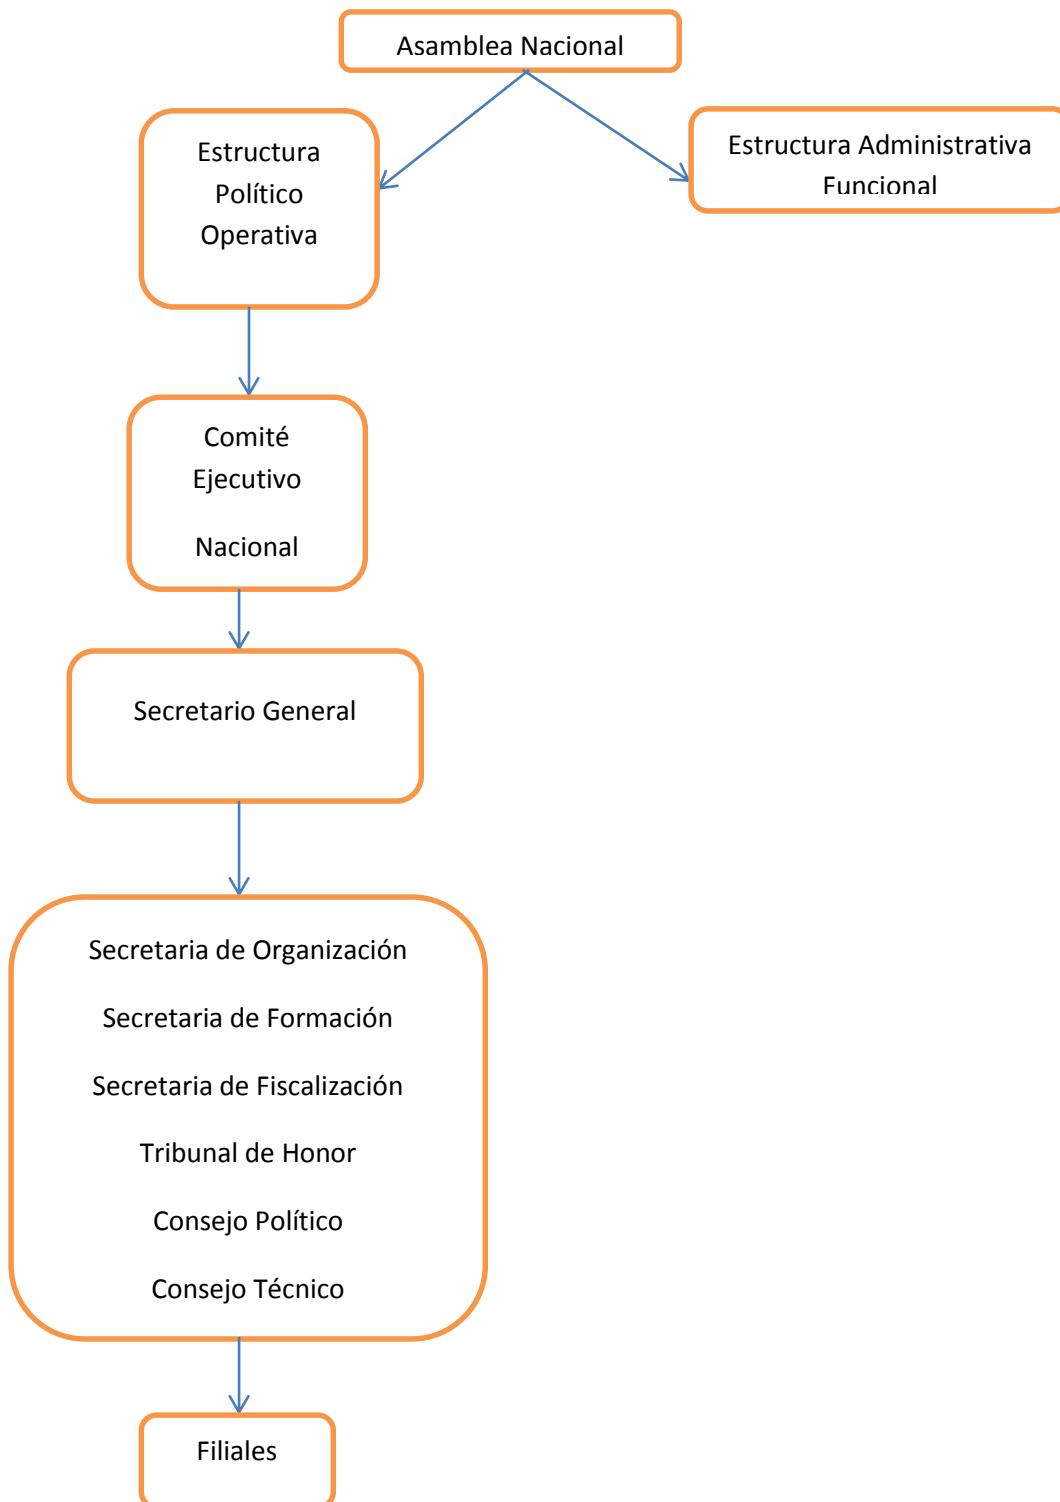 Asamblea Nacional
Estructura
Político
Operativa
Estructura Administrativa
Funcional
Comité
Ejecutivo
Nacional
Secretario General
Secretaria de Organización
Secretaria de Formación
Secretaria de Fiscalización
Tribunal de Honor
Consejo Político
Consejo Técnico
Filiales